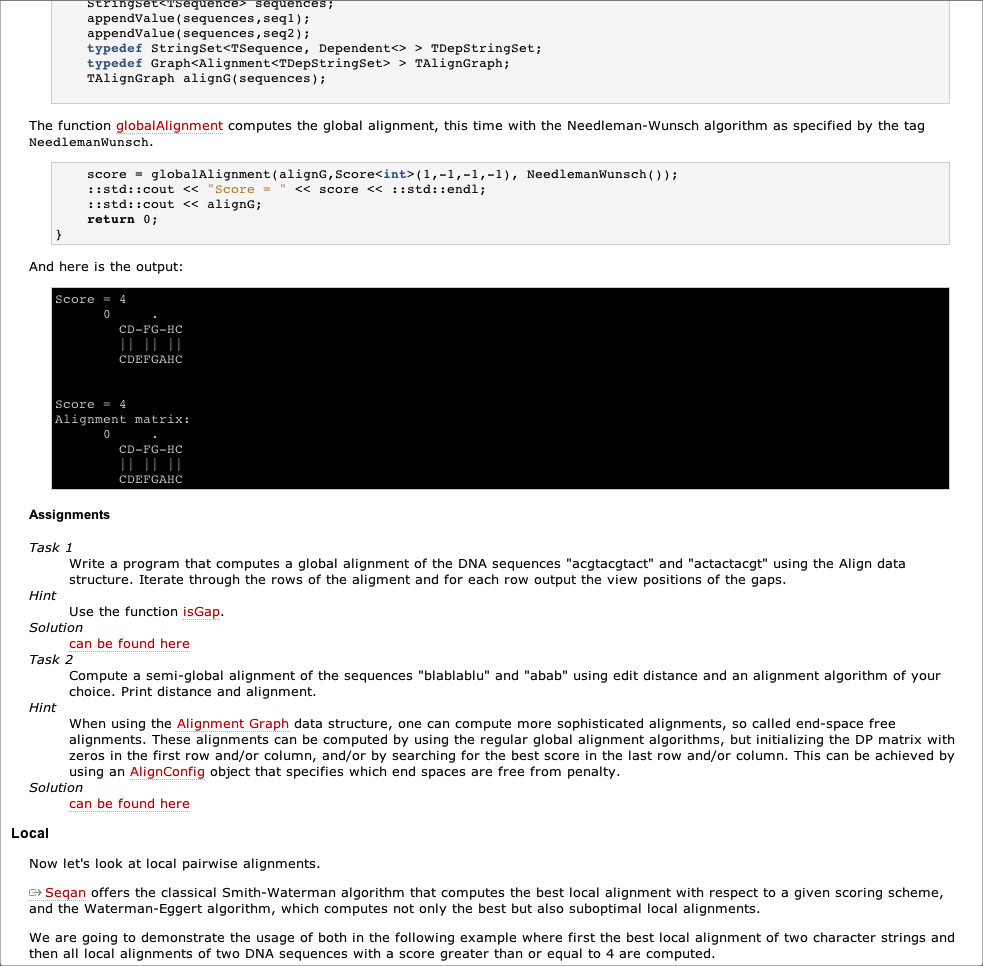 StringSet<TSequence> sequences;
appendValue(sequences,seq1);
appendValue(sequences,seq2);
typedef StringSet<TSequence, Dependent<> > TDepStringSet;
typedef Graph<Alignment<TDepStringSet> > TAlignGraph;
TAlignGraph alignG(sequences);
The function globalAlignment computes the global alignment, this time with the Needleman-Wunsch algorithm as specified by the tag
NeedlemanWunsch.
score = globalAlignment(alignG,Score<int>(1,-1,-1,-1), NeedlemanWunsch());
::std::cout << "Score = " << score << ::std::endl;
::std::cout << alignG;
return 0;
}
And here is the output:
Score = 4
0     .
CD-FG-HC
|| || ||
CDEFGAHC
Score = 4
Alignment matrix:
0     .
CD-FG-HC
|| || ||
CDEFGAHC
Assignments
Task 1
Write a program that computes a global alignment of the DNA sequences "acgtacgtact" and "actactacgt" using the Align data
structure. Iterate through the rows of the aligment and for each row output the view positions of the gaps.
Hint
Use the function isGap.
Solution
can be found here
Task 2
Compute a semi-global alignment of the sequences "blablablu" and "abab" using edit distance and an alignment algorithm of your
choice. Print distance and alignment.
Hint
When using the Alignment Graph data structure, one can compute more sophisticated alignments, so called end-space free
alignments. These alignments can be computed by using the regular global alignment algorithms, but initializing the DP matrix with
zeros in the first row and/or column, and/or by searching for the best score in the last row and/or column. This can be achieved by
using an AlignConfig object that specifies which end spaces are free from penalty.
Solution
can be found here
Local
Now let's look at local pairwise alignments.
Seqan offers the classical Smith-Waterman algorithm that computes the best local alignment with respect to a given scoring scheme,
and the Waterman-Eggert algorithm, which computes not only the best but also suboptimal local alignments.
We are going to demonstrate the usage of both in the following example where first the best local alignment of two character strings and
then all local alignments of two DNA sequences with a score greater than or equal to 4 are computed.